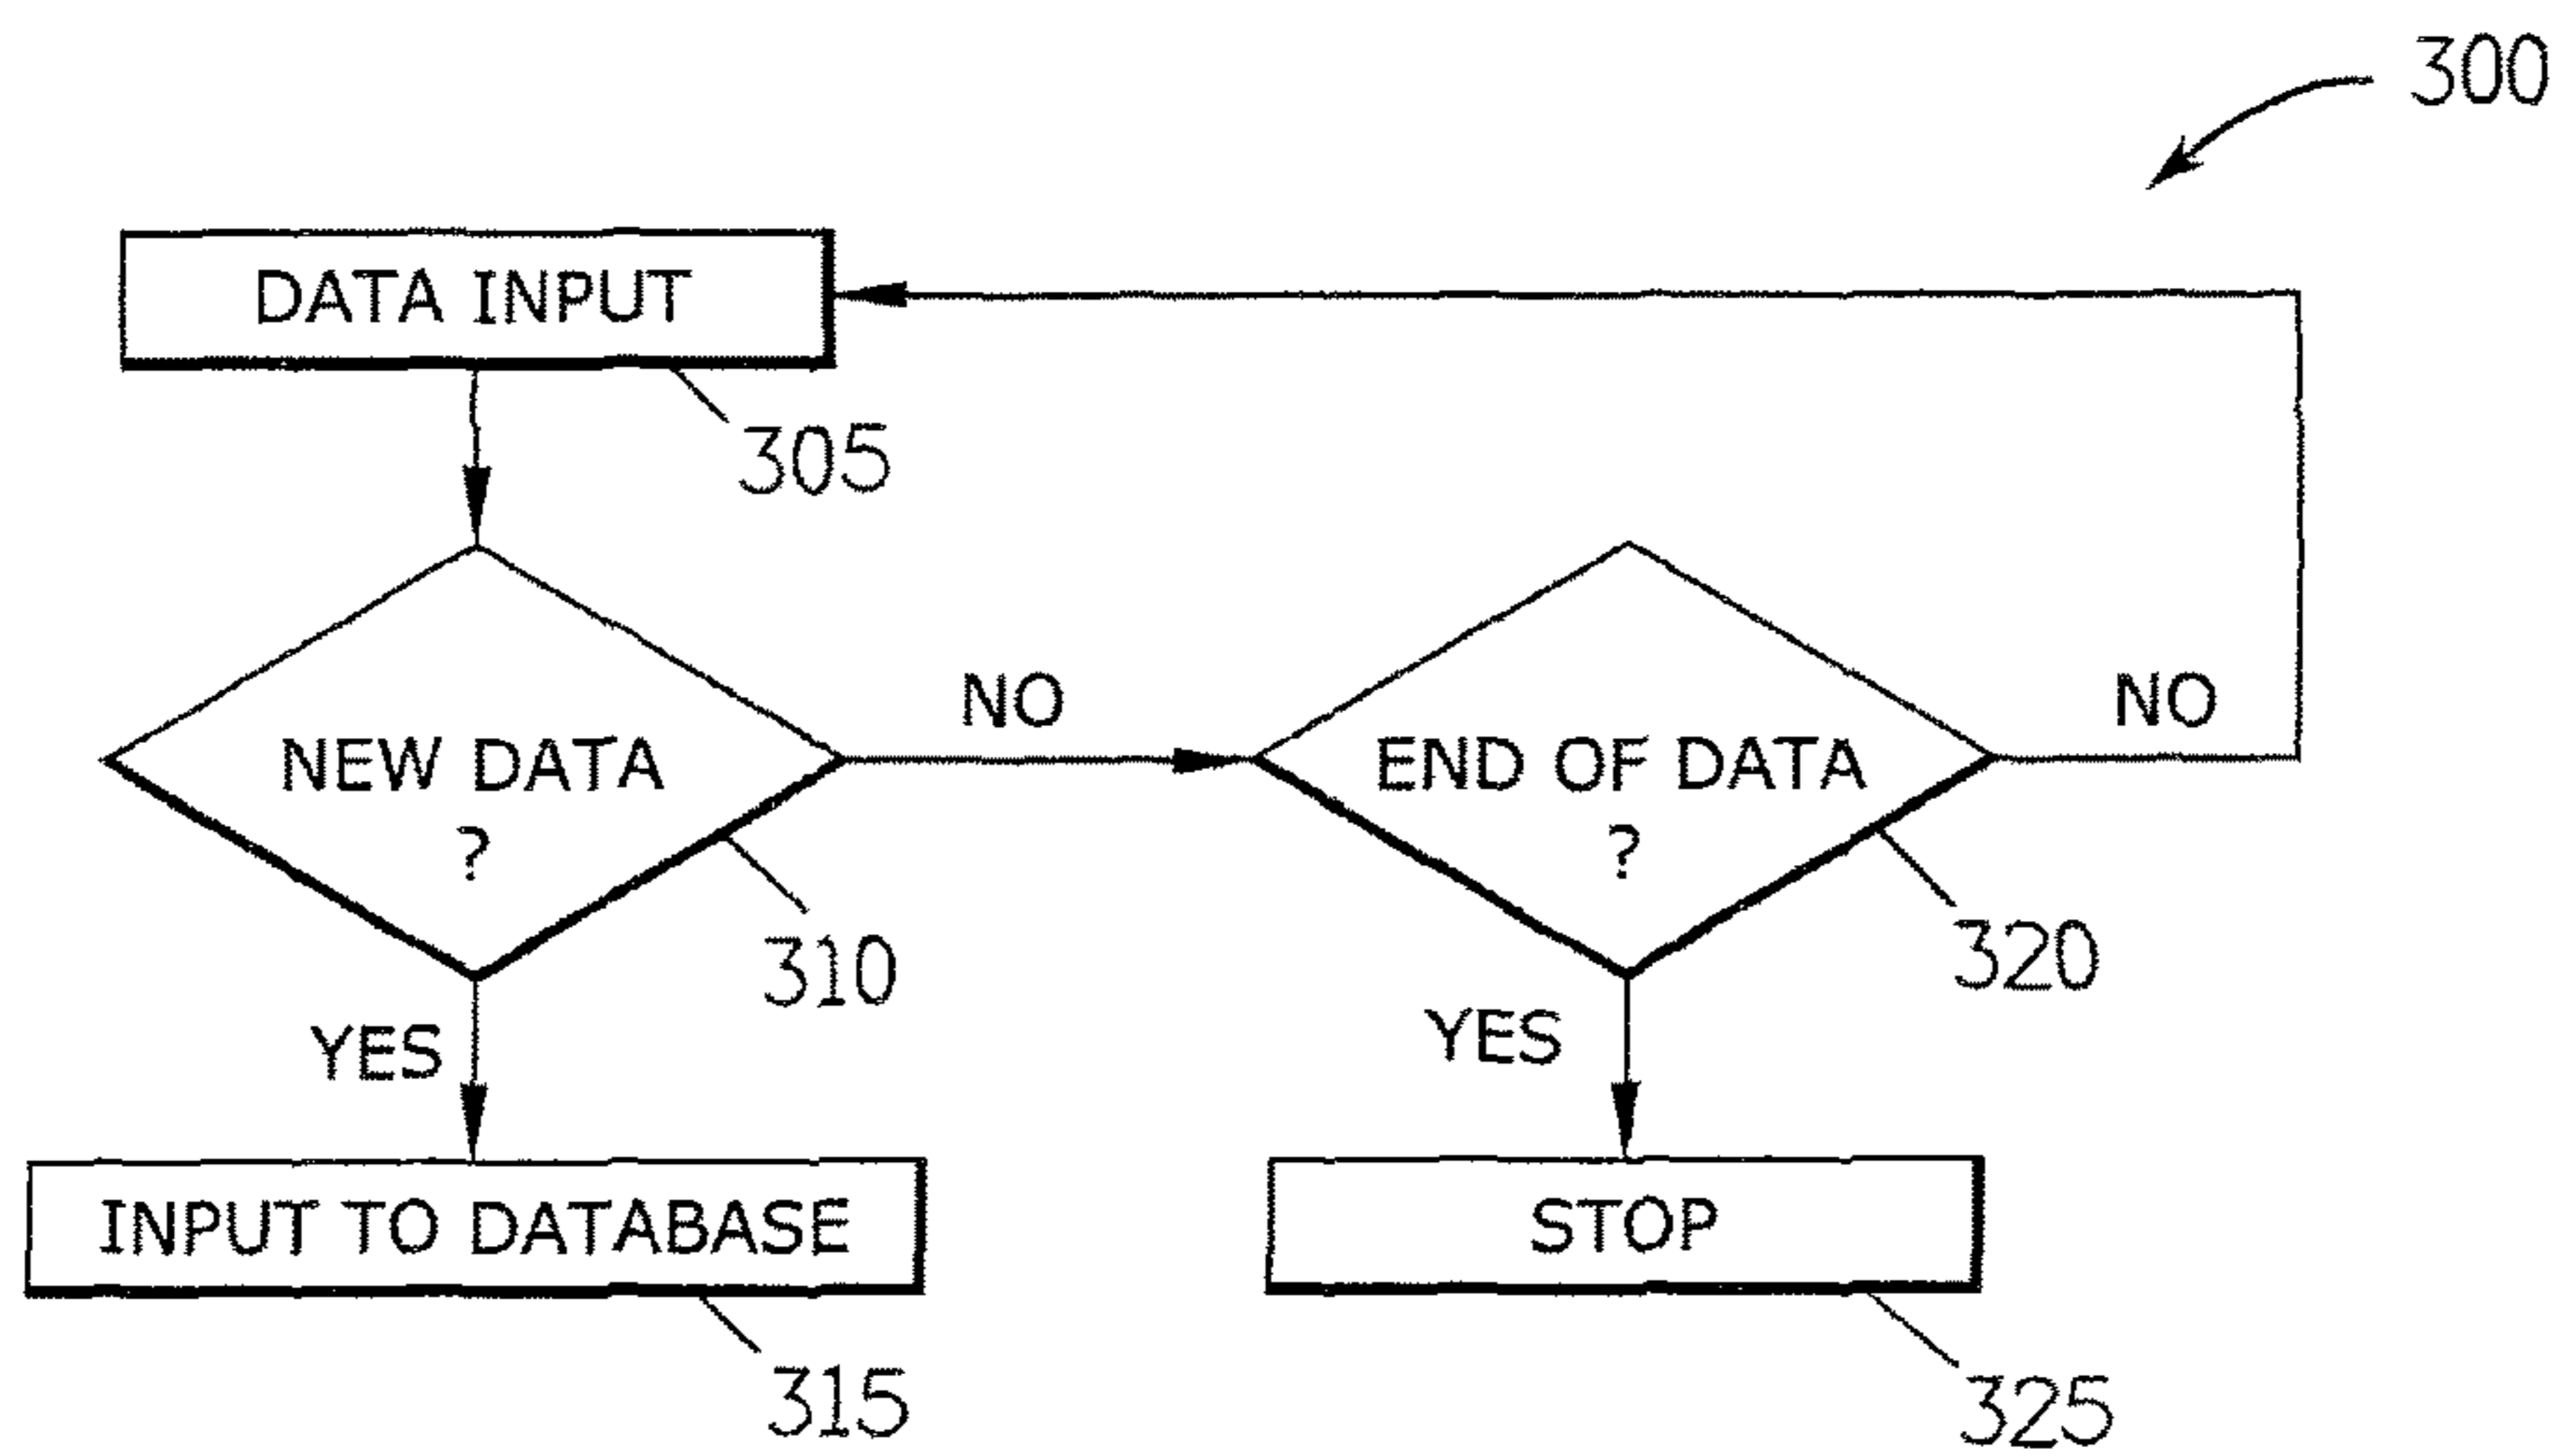 300
DATA INPUT
305
NEW DATA
?
310
NO
END OF DATA
?
320
NO
YES
YES
INPUT TO DATABASE
315
STOP
325